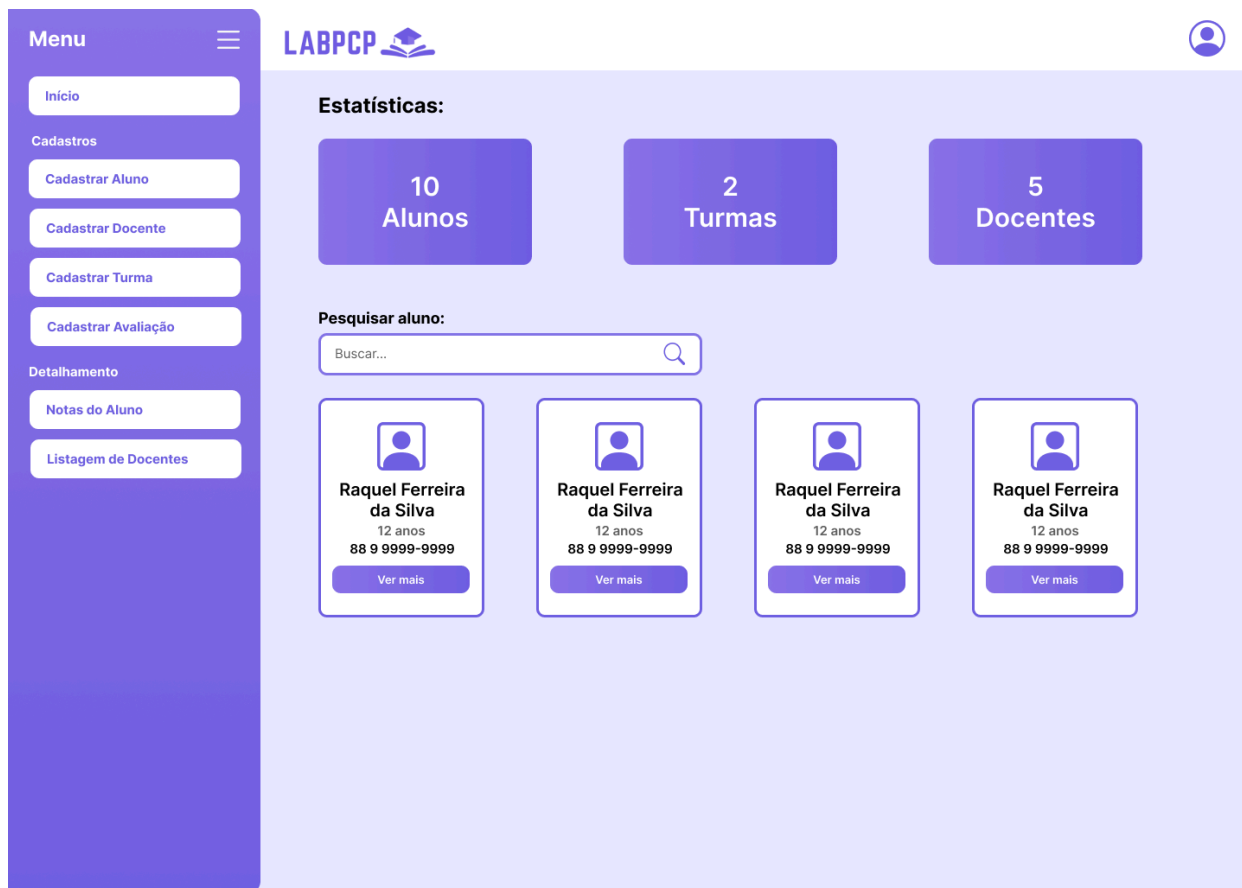 Menu
LABPCP
Início
Cadastros
Cadastrar Aluno
Cadastrar Docente
Cadastrar Turma
Cadastrar Avaliação
Detalhamento
Notas do Aluno
Listagem de Docentes
Estatísticas:
10
Alunos
2
Turmas
5
Docentes
Pesquisar aluno:
Buscar...
Raquel Ferreira
da Silva
12 anos
88 9 9999-9999
Ver mais
Raquel Ferreira
da Silva
12 anos
88 9 9999-9999
Ver mais
Raquel Ferreira
da Silva
12 anos
88 9 9999-9999
Ver mais
Raquel Ferreira
da Silva
12 anos
88 9 9999-9999
Ver mais